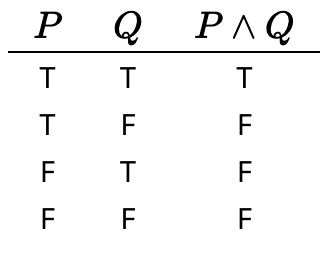 P Q P ∧ Q
T T T
T F F
F T F
F F F